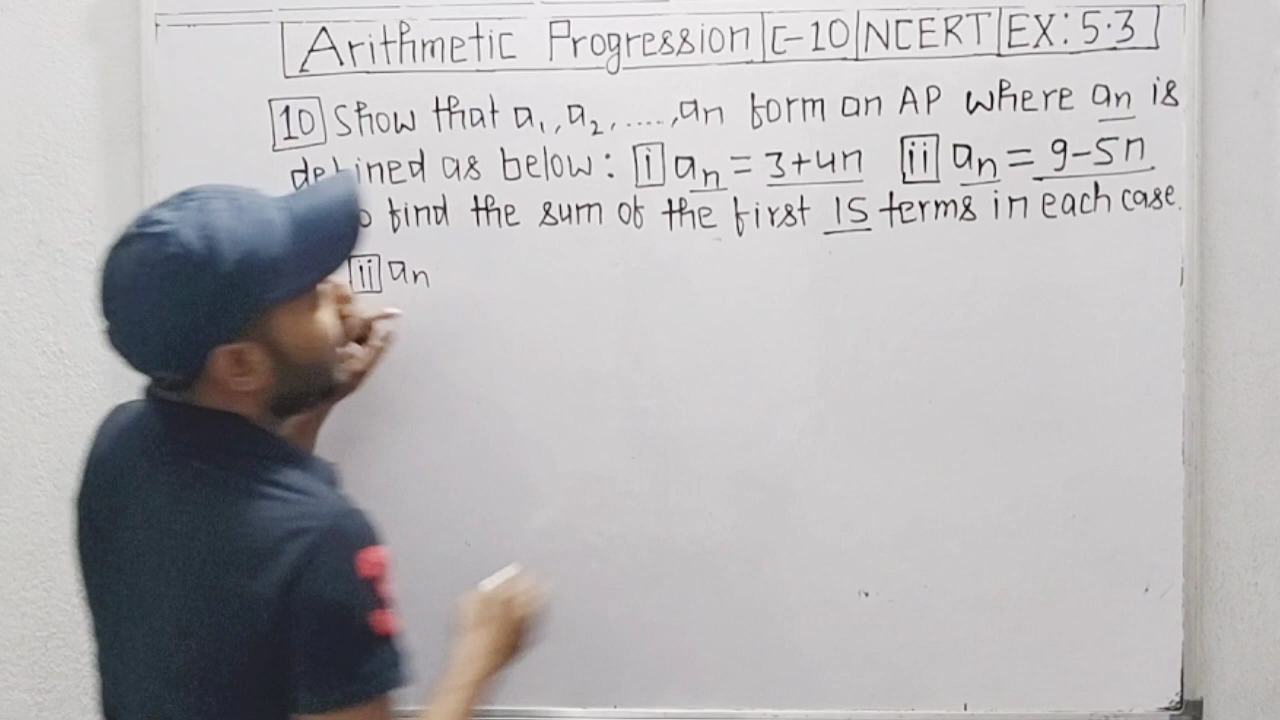 Arithmetic Progression | C-10 | NCERT | EX: 5.3
10 Show that a₁, a₂, ....., an form an AP where an is
defined as below: i an = 3+4n ii an = 9-5n
find the sum of the first 15 terms in each case.
ii an